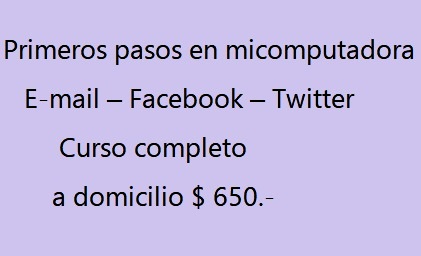 Primeros pasos en micomputadora
E-mail – Facebook – Twitter
Curso completo
a domicilio $ 650.-